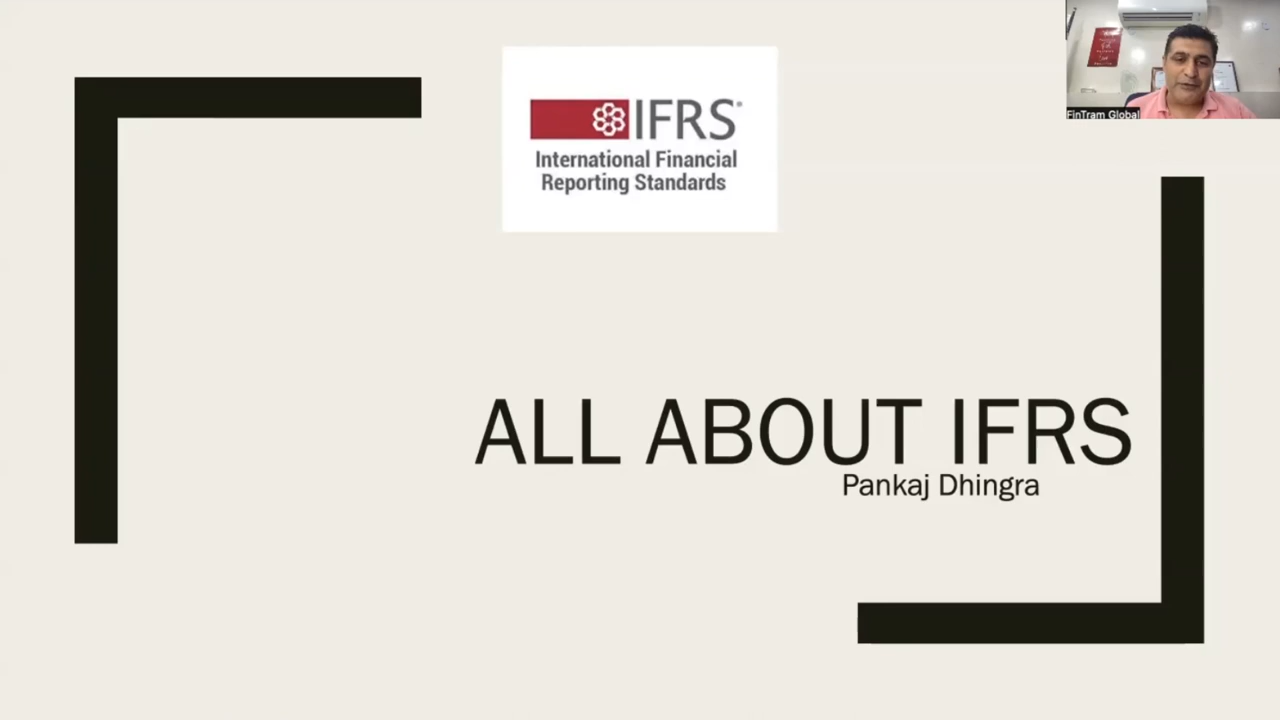 IFRS®
International Financial
Reporting Standards
FinTram Global
ALL ABOUT IFRS
Pankaj Dhingra